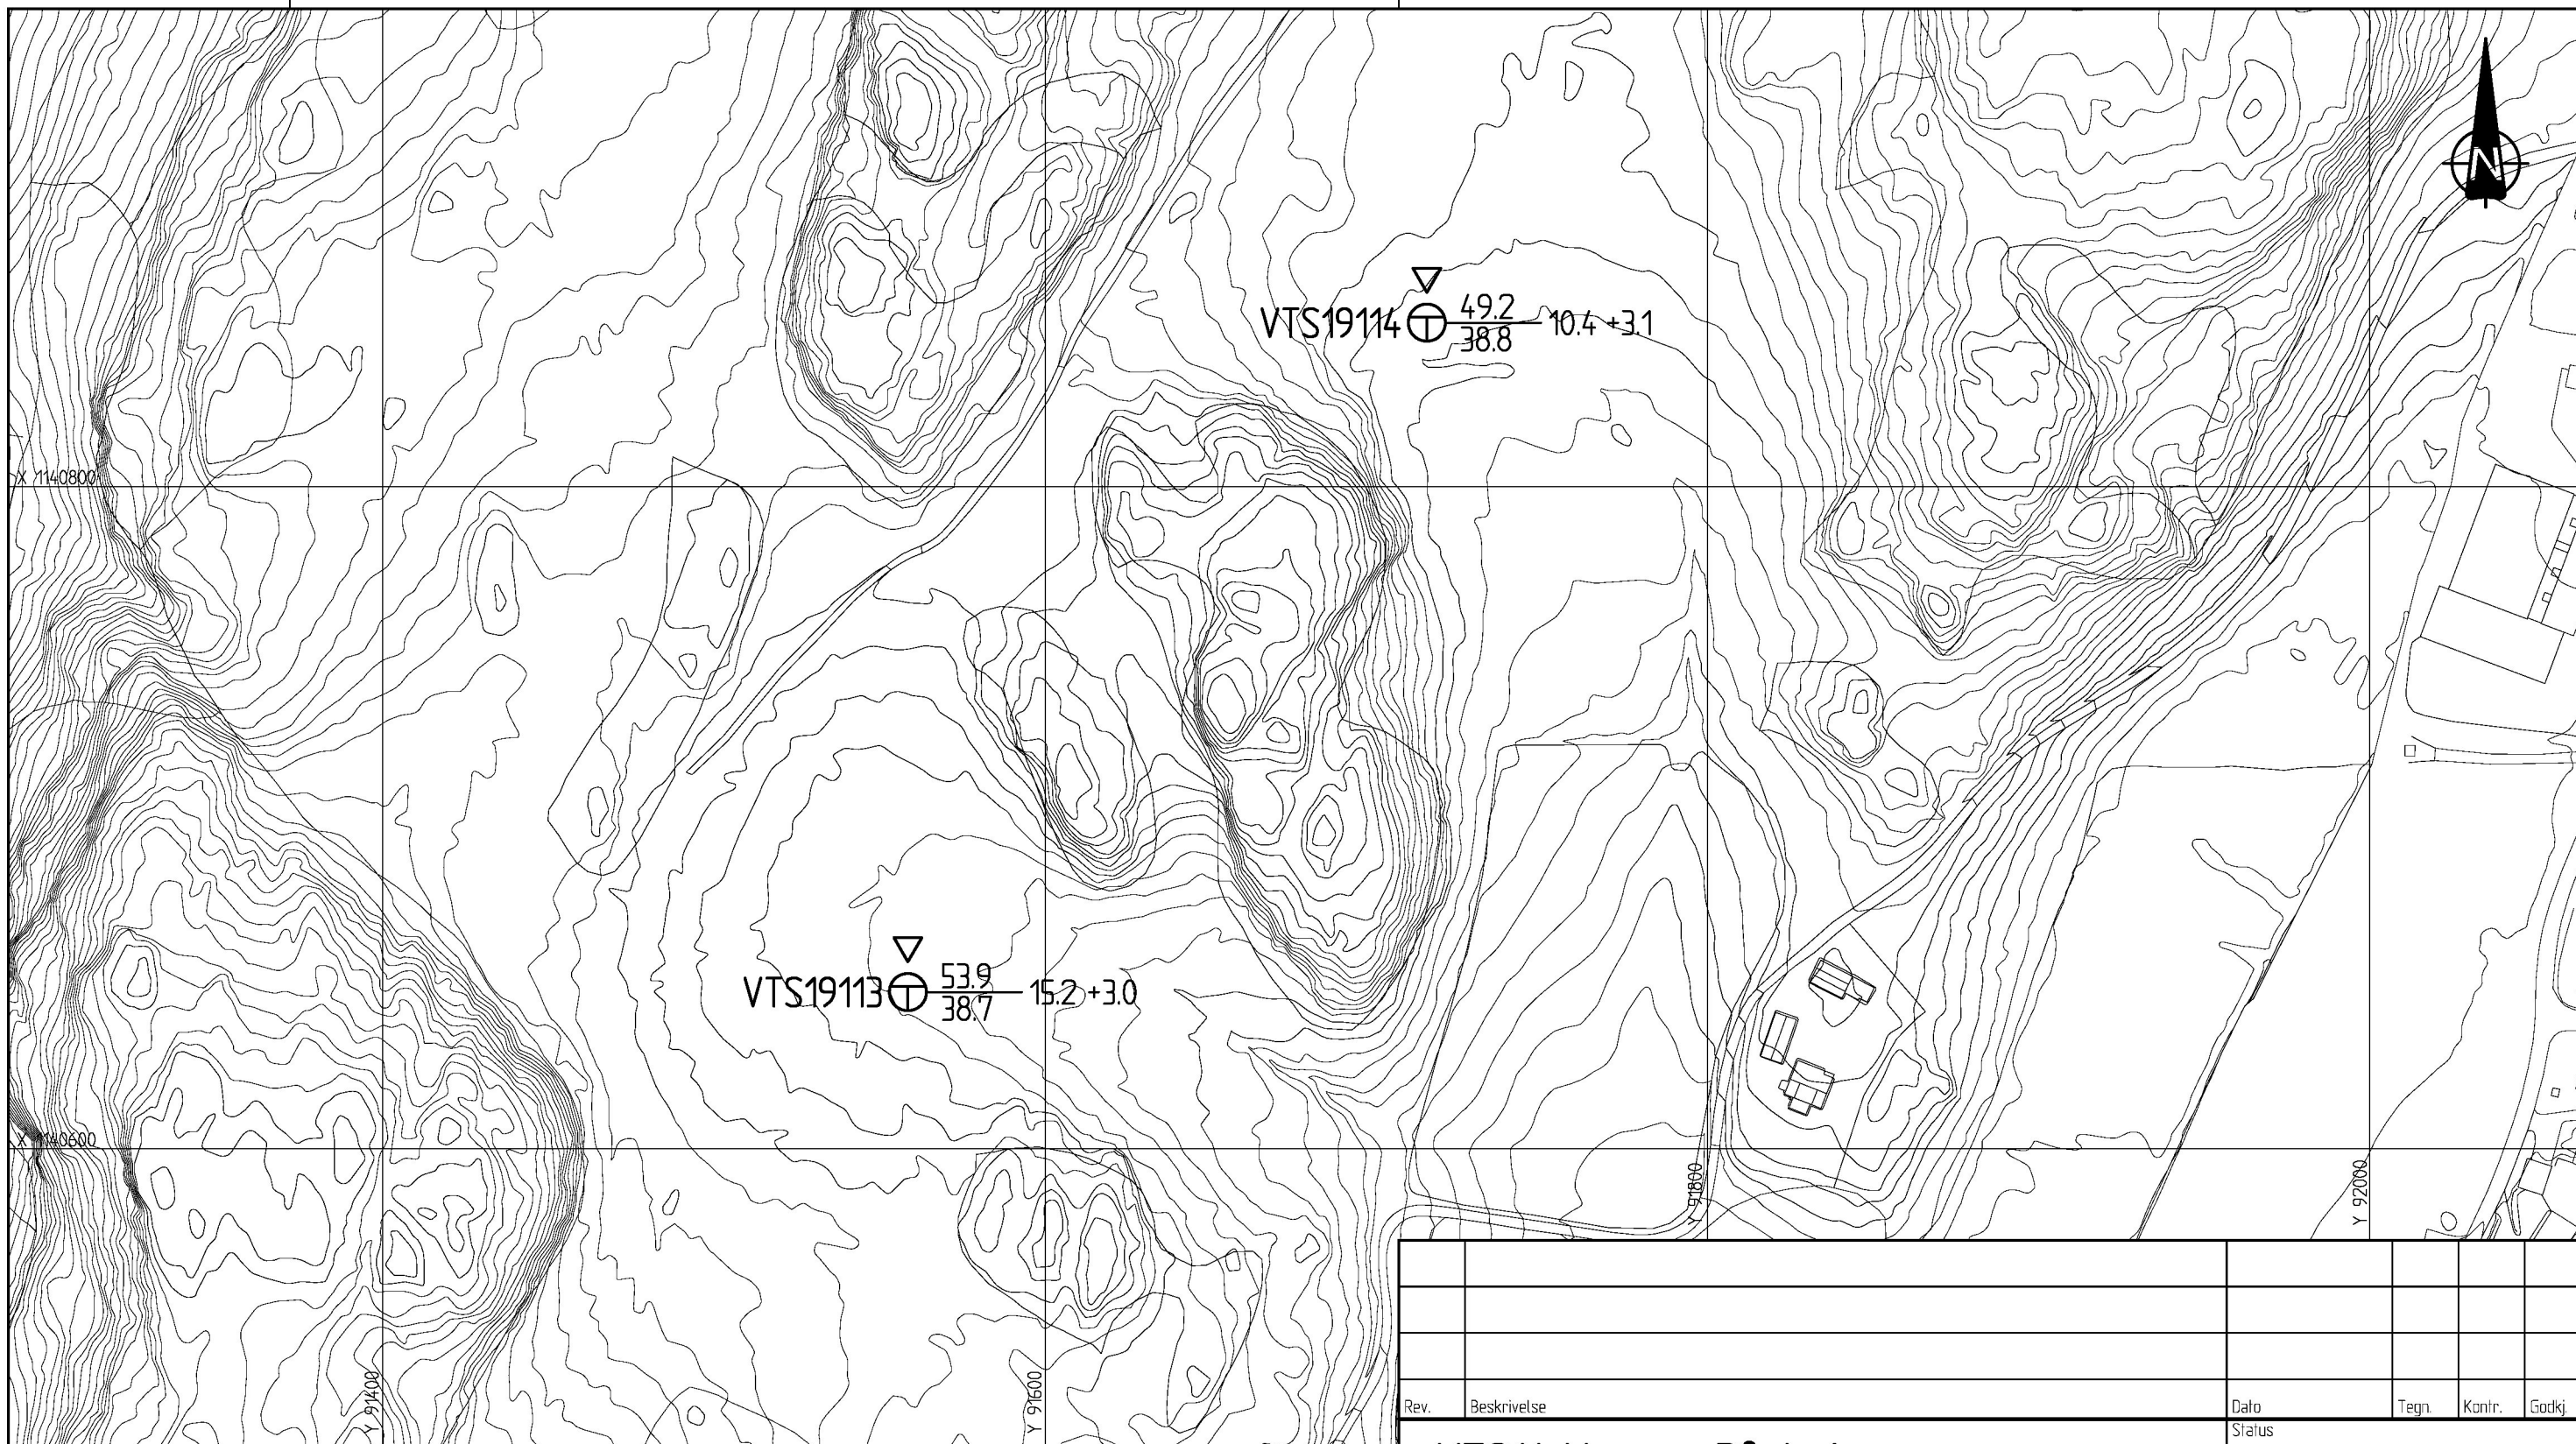 N
VTS19114 49.2 10.4 +3.1
38.8
X 1140800
VTS19113 53.9 15.2 +3.0
38.7
X 1140600
Y 91400
Y 91600
Y 91800
Y 92000
Rev. Beskrivelse Dato Tegn. Kontr. Godkj.
Status